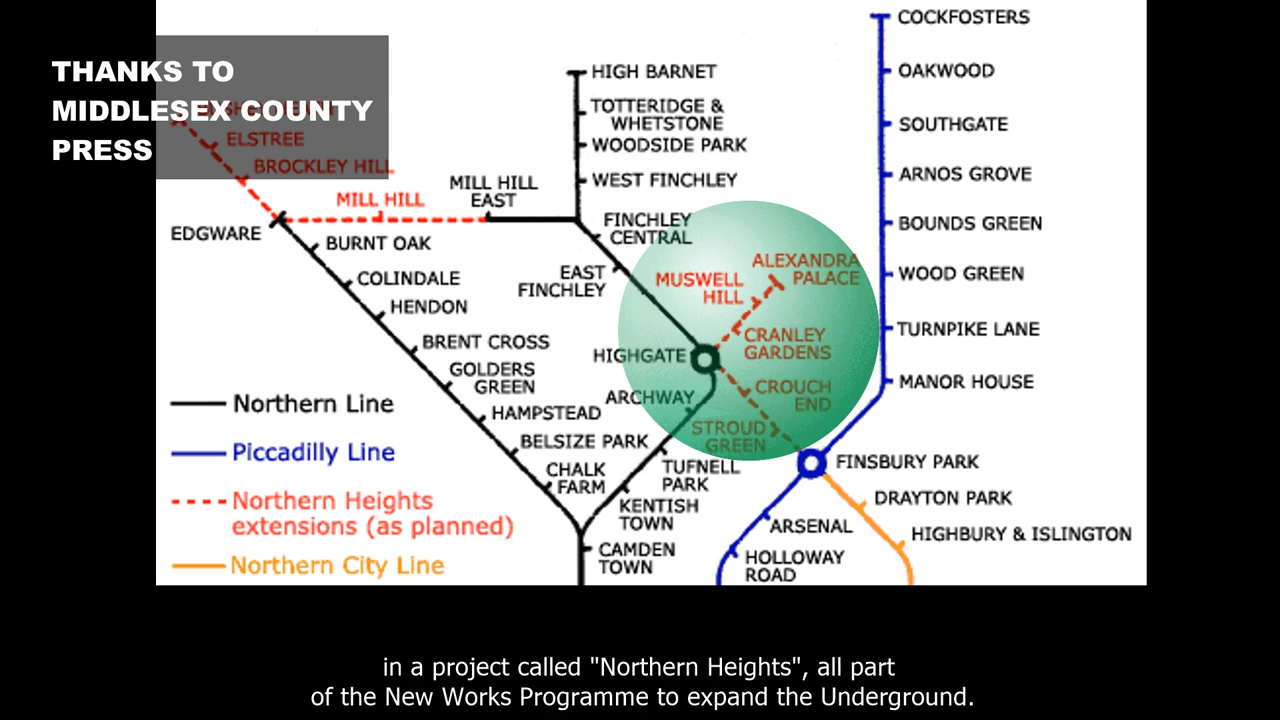 THANKS TO
MIDDLESEX COUNTY
PRESS
ELSTREE
BROCKLEY HILL
MILL HILL
MILL HILL
EAST
EDGWARE
BURNT OAK
COLINDALE
HENDON
BRENT CROSS
GOLDERS
GREEN
HAMPSTEAD
BELSIZE PARK
CHALK
FARM
HIGH BARNET
TOTTERIDGE &
WHETSTONE
WOODSIDE PARK
WEST FINCHLEY
FINCHLEY
CENTRAL
EAST
FINCHLEY
HIGHGATE
ARCHWAY
TUFNELL
PARK
KENTISH
TOWN
CAMDEN
TOWN
ALEXANDRA
PALACE
MUSWELL
HILL
CRANLEY
GARDENS
CROUCH
END
STROUD
GREEN
COCKFOSTERS
OAKWOOD
SOUTHGATE
ARNOS GROVE
BOUNDS GREEN
WOOD GREEN
TURNPIKE LANE
MANOR HOUSE
FINSBURY PARK
ARSENAL
HOLLOWAY
ROAD
DRAYTON PARK
HIGHBURY & ISLINGTON
Northern Line
Piccadilly Line
Northern Heights
extensions (as planned)
Northern City Line
in a project called "Northern Heights", all part
of the New Works Programme to expand the Underground.